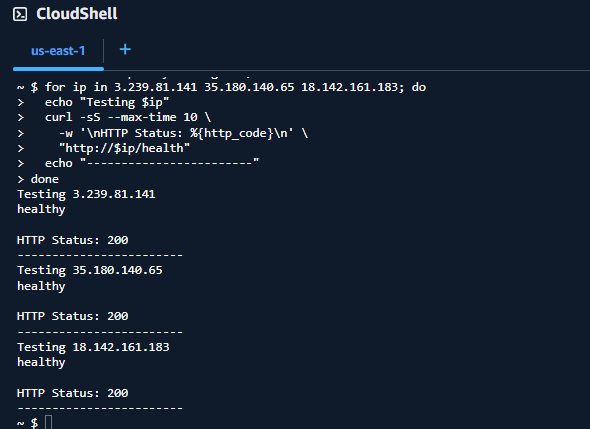 CloudShell
us-east-1 +
~ $ for ip in 3.239.81.141 35.180.140.65 18.142.161.183; do
>   echo "Testing $ip"
>   curl -sS --max-time 10 \
>     -w '\nHTTP Status: %{http_code}\n' \
>     "http://$ip/health"
>   echo "------------------------"
> done
Testing 3.239.81.141
healthy

HTTP Status: 200
------------------------
Testing 35.180.140.65
healthy

HTTP Status: 200
------------------------
Testing 18.142.161.183
healthy

HTTP Status: 200
------------------------
~ $